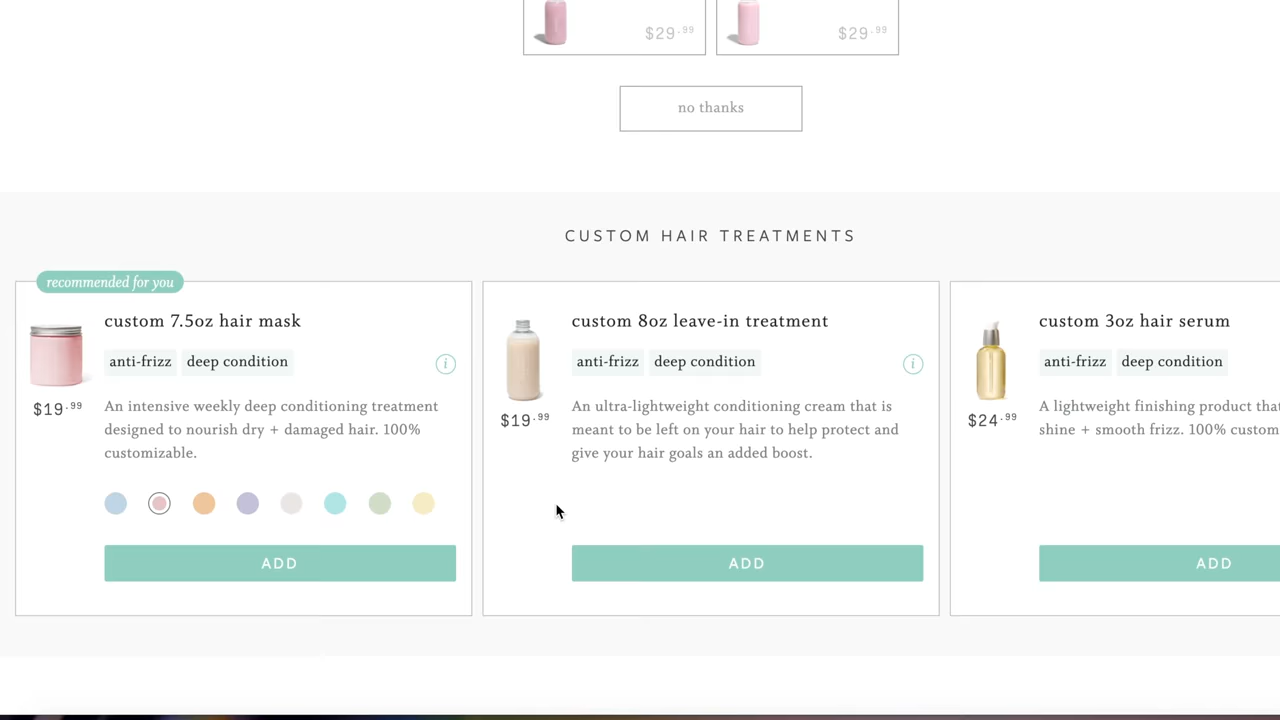 $29.99
$29.99
no thanks
CUSTOM HAIR TREATMENTS
recommended for you
custom 7.5oz hair mask
anti-frizz
deep condition
i
$19.99
An intensive weekly deep conditioning treatment
designed to nourish dry + damaged hair. 100%
customizable.
ADD
custom 8oz leave-in treatment
anti-frizz
deep condition
i
$19.99
An ultra-lightweight conditioning cream that is
meant to be left on your hair to help protect and
give your hair goals an added boost.
ADD
custom 3oz hair serum
anti-frizz
deep condition
$24.99
A lightweight finishing product that
shine + smooth frizz. 100% custom
ADD